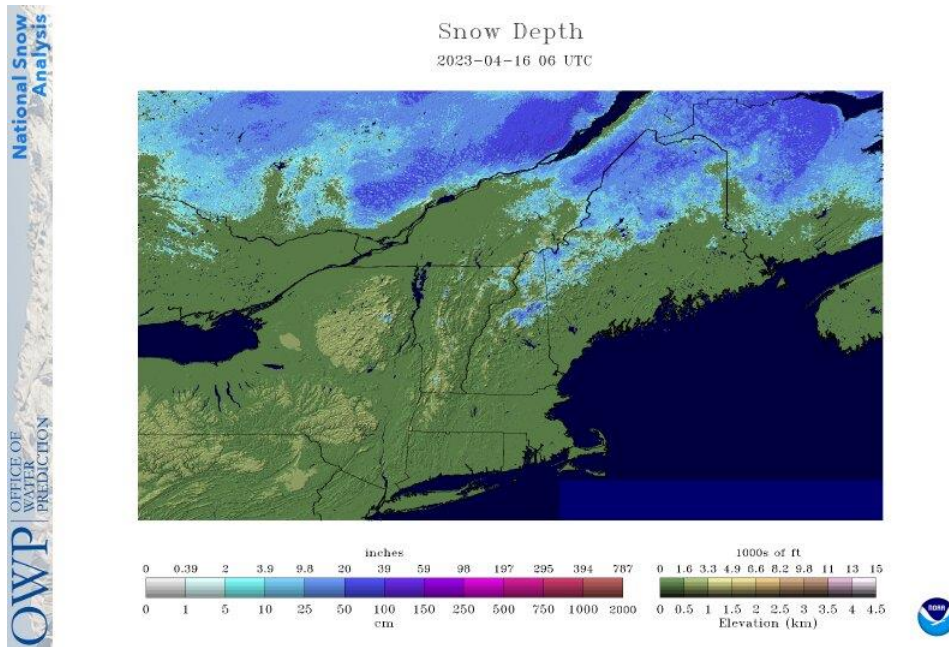 Snow Depth
2023-04-16 06 UTC
National Snow
Analysis
OWP
OFFICE OF
WATER
PREDICTION
inches
0 0.39 2 3.9 9.8 20 39 59 98 197 295 394 787
0 1 5 10 25 50 100 150 250 500 750 1000 2000
cm
1000s of ft
0 1.6 3.3 4.9 6.6 8.2 9.8 11 13 15
0 0.5 1 1.5 2 2.5 3 3.5 4 4.5
Elevation (km)
NOAA